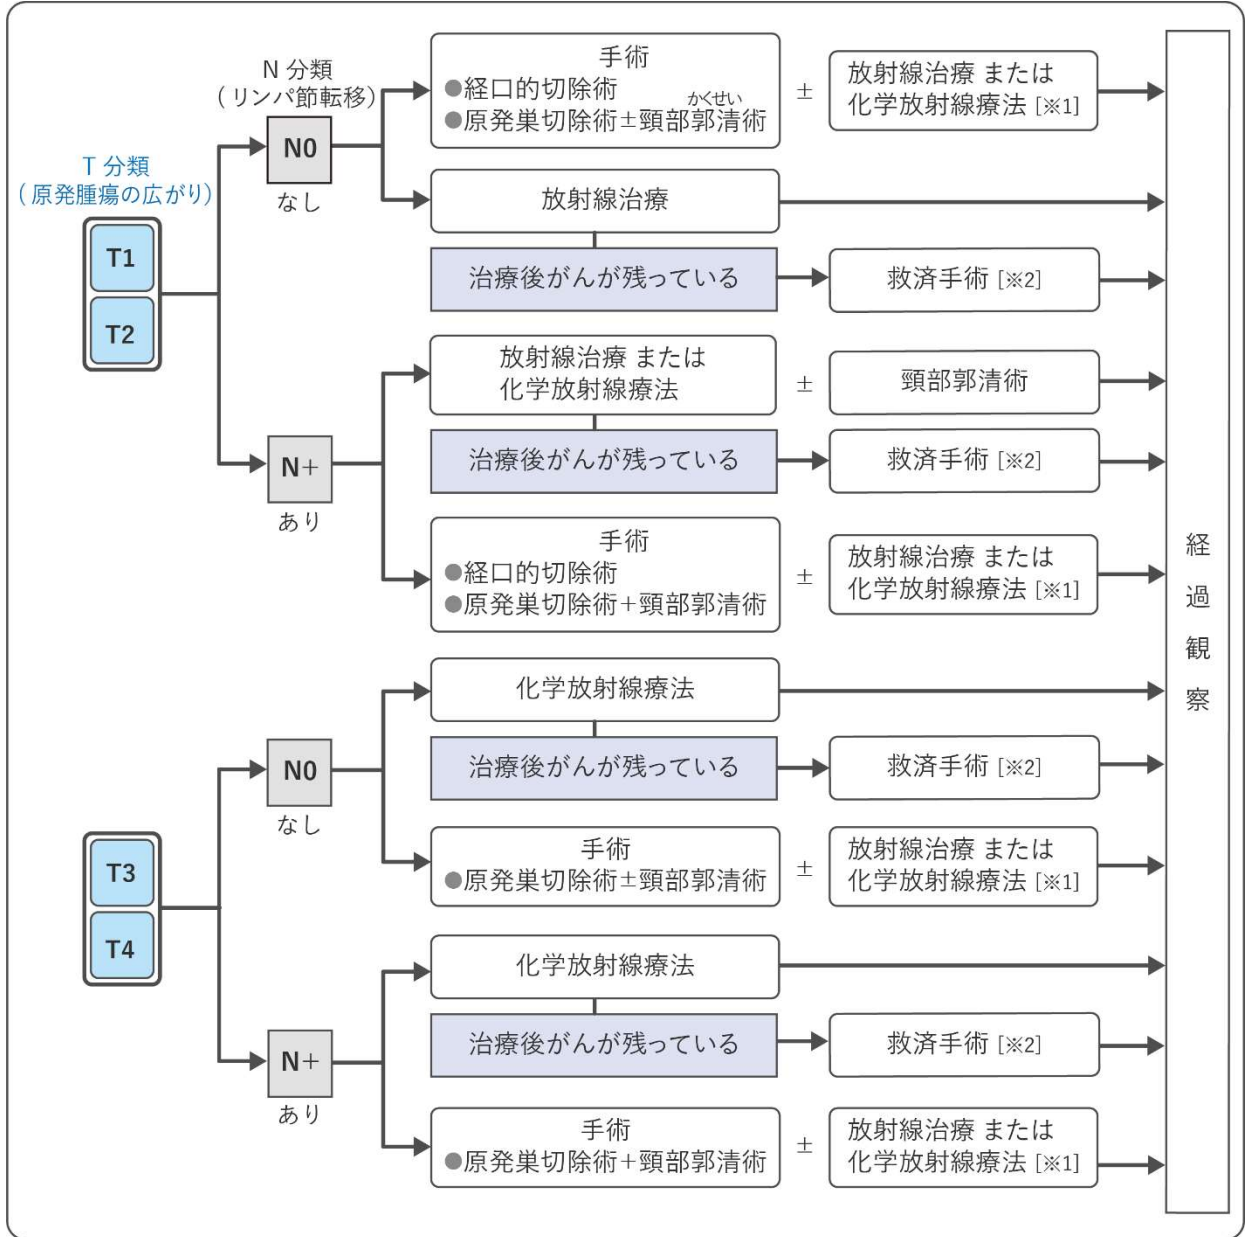 T 分類
(原発腫瘍の広がり)
T1
T2
N 分類
(リンパ節転移)
N0
なし
手術
●経口的切除術
かくせい
●原発巣切除術±頸部郭清術
±
放射線治療 または
化学放射線療法 [※1]
放射線治療
治療後がんが残っている
救済手術 [※2]
N+
あり
放射線治療 または
化学放射線療法
±
頸部郭清術
治療後がんが残っている
救済手術 [※2]
手術
●経口的切除術
●原発巣切除術+頸部郭清術
±
放射線治療 または
化学放射線療法 [※1]
T3
T4
N0
なし
化学放射線療法
治療後がんが残っている
救済手術 [※2]
手術
●原発巣切除術±頸部郭清術
±
放射線治療 または
化学放射線療法 [※1]
N+
あり
化学放射線療法
治療後がんが残っている
救済手術 [※2]
手術
●原発巣切除術+頸部郭清術
±
放射線治療 または
化学放射線療法 [※1]
経過観察